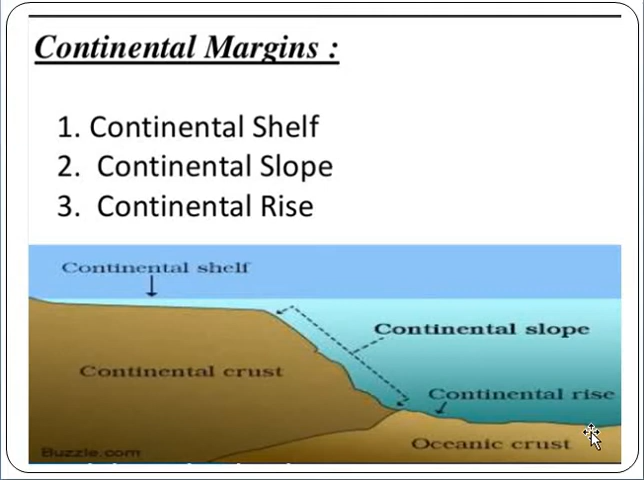 Continental Margins :
1. Continental Shelf
2. Continental Slope
3. Continental Rise
Continental shelf
Continental slope
Continental crust
Continental rise
Oceanic crust
Buzzle.com